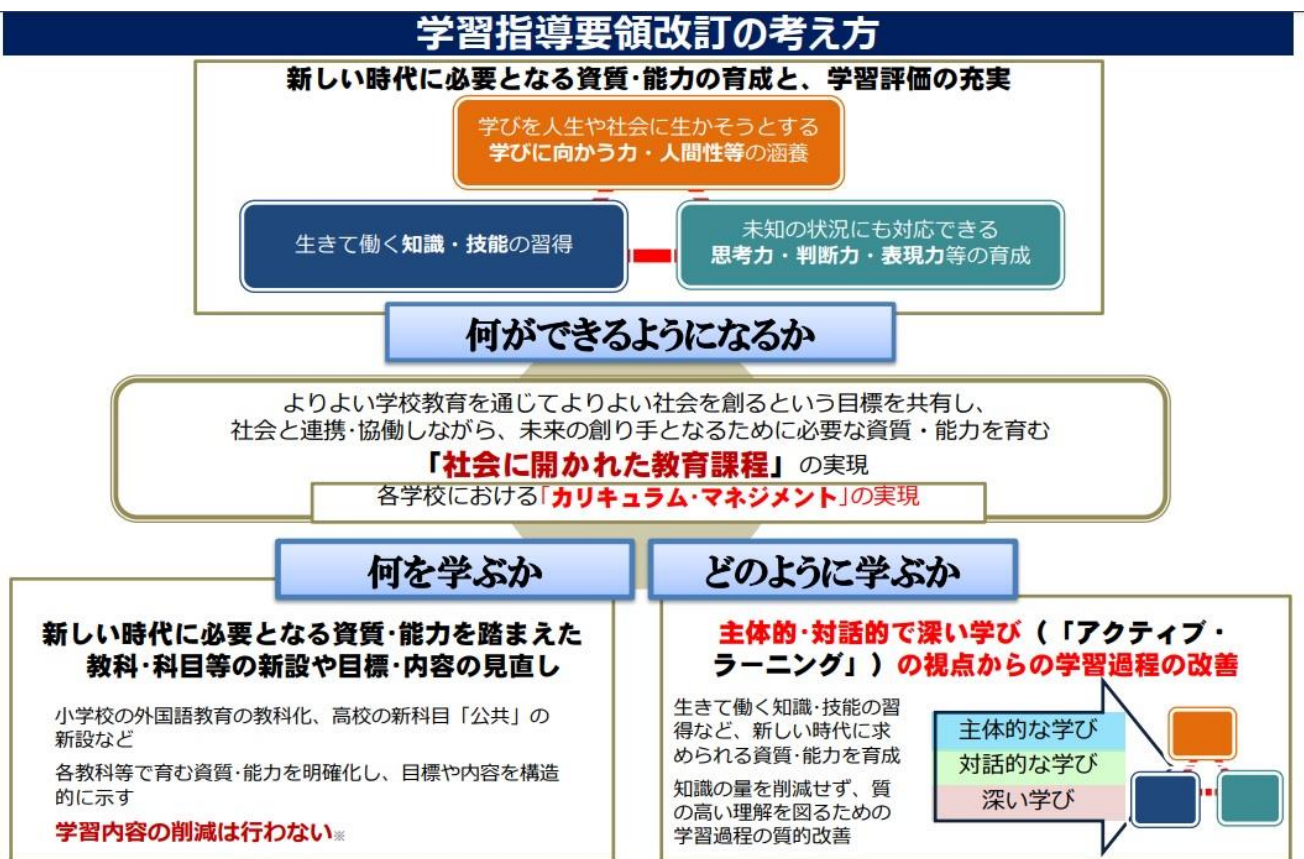 学習指導要領改訂の考え方
新しい時代に必要となる資質･能力の育成と、学習評価の充実
学びを人生や社会に生かそうとする
学びに向かう力・人間性等の涵養
生きて働く知識・技能の習得
未知の状況にも対応できる
思考力・判断力・表現力等の育成
何ができるようになるか
よりよい学校教育を通じてよりよい社会を創るという目標を共有し、
社会と連携･協働しながら、未来の創り手となるために必要な資質・能力を育む
「社会に開かれた教育課程」の実現
各学校における「カリキュラム･マネジメント」の実現
何を学ぶか
新しい時代に必要となる資質･能力を踏まえた
教科･科目等の新設や目標･内容の見直し
小学校の外国語教育の教科化、高校の新科目「公共」の
新設など
各教科等で育む資質･能力を明確化し、目標や内容を構造
的に示す
学習内容の削減は行わない※
どのように学ぶか
主体的･対話的で深い学び（「アクティブ・
ラーニング」）の視点からの学習過程の改善
生きて働く知識･技能の習
得など、新しい時代に求
められる資質･能力を育成
知識の量を削減せず、質
の高い理解を図るための
学習過程の質的改善
主体的な学び
対話的な学び
深い学び